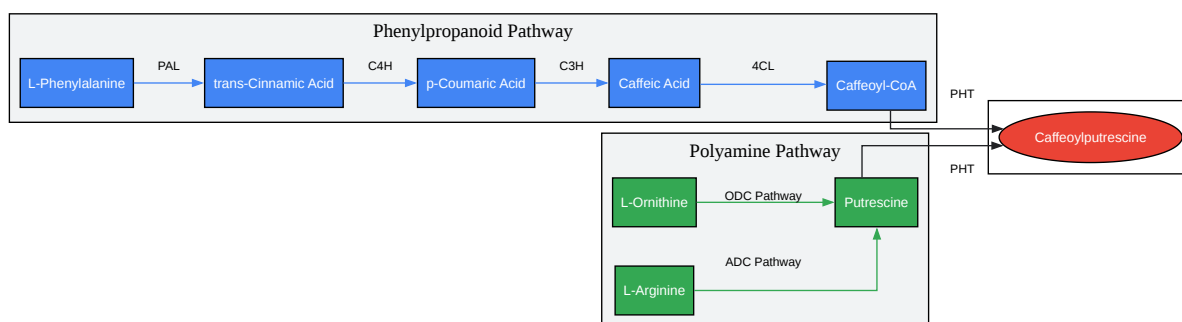 Phenylpropanoid Pathway
L-Phenylalanine
PAL
trans-Cinnamic Acid
C4H
p-Coumaric Acid
C3H
Caffeic Acid
4CL
Caffeoyl-CoA
PHT
Caffeoylputrescine
PHT
Polyamine Pathway
L-Ornithine
ODC Pathway
Putrescine
ADC Pathway
L-Arginine